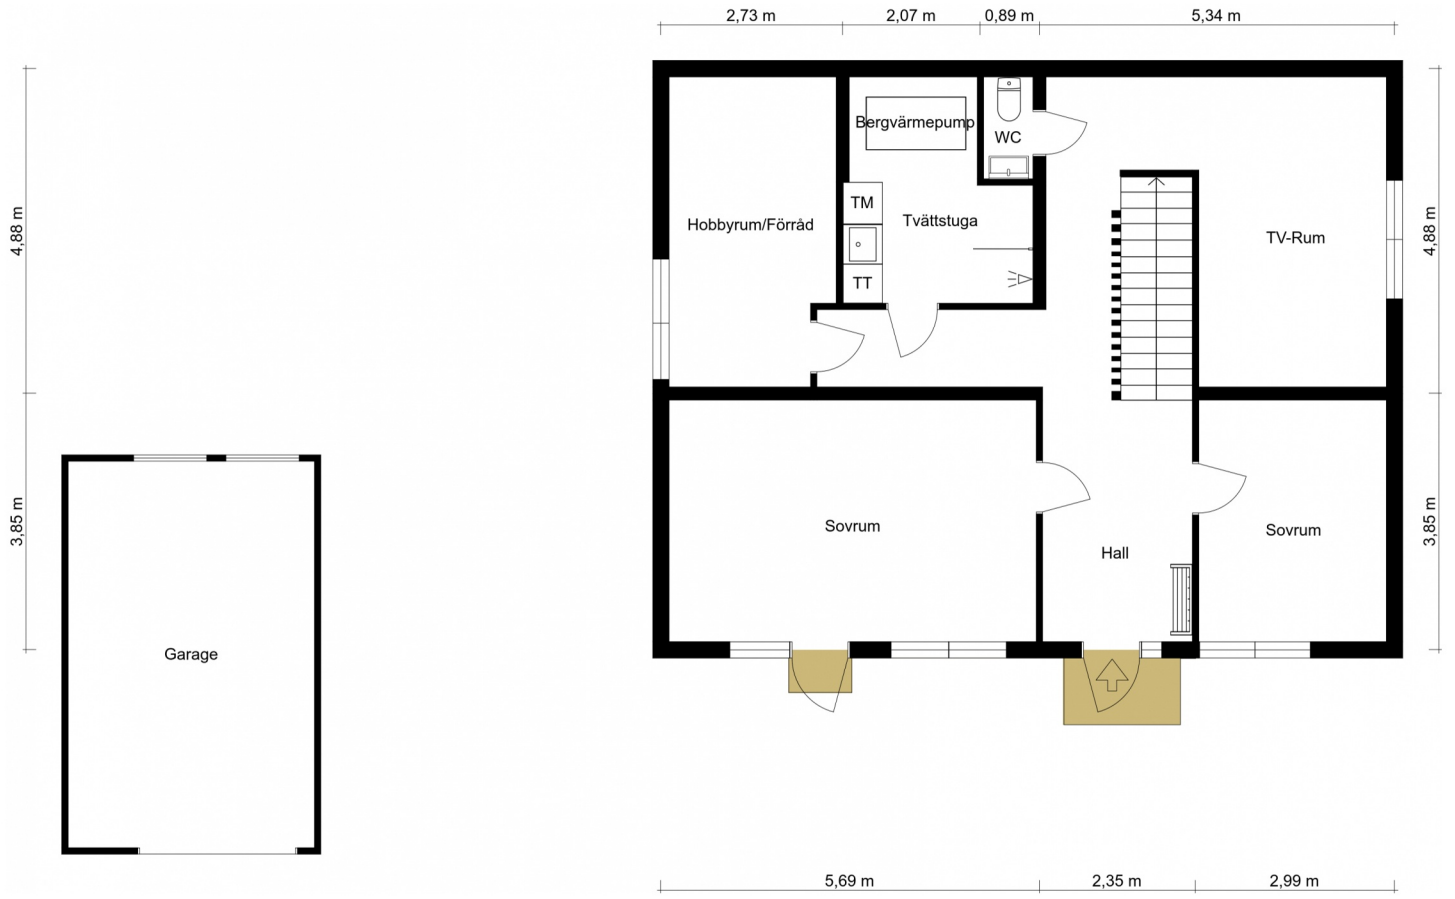 2,73 m
2,07 m
0,89 m
5,34 m
Bergvärmepump
WC
TM
Hobbyrum/Förråd
Tvättstuga
TV-Rum
4,88 m
4,88 m
TT
3,85 m
3,85 m
Sovrum
Sovrum
Hall
Garage
5,69 m
2,35 m
2,99 m